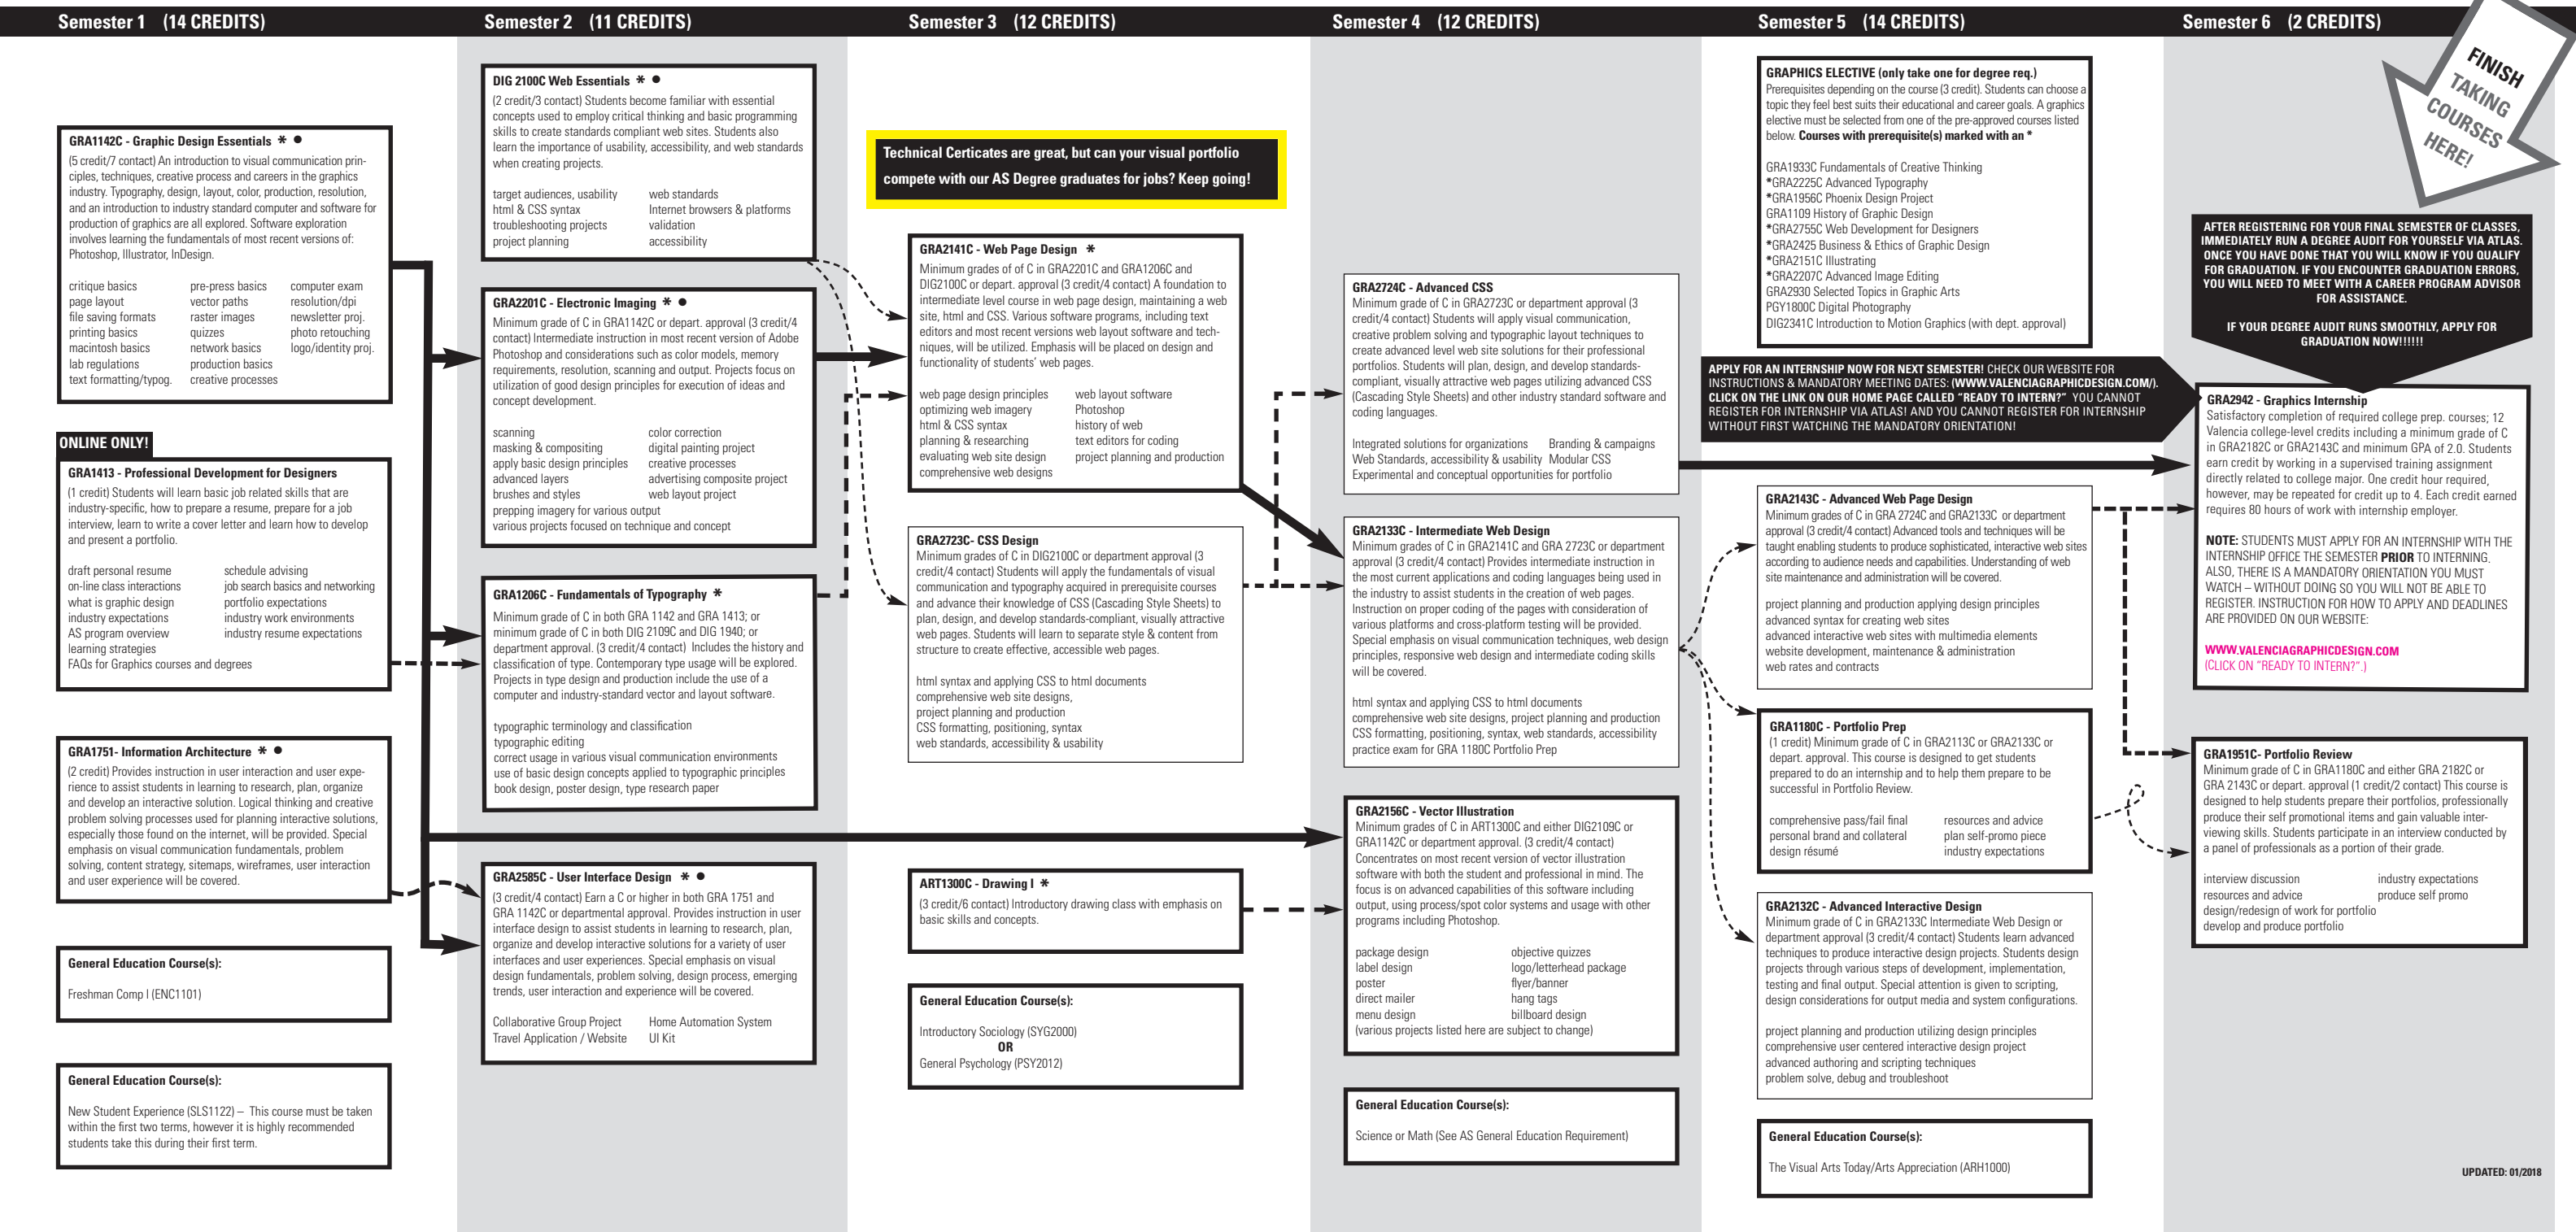 Semester 1 (14 CREDITS)
Semester 2 (11 CREDITS)
Semester 3 (12 CREDITS)
Semester 4 (12 CREDITS)
Semester 5 (14 CREDITS)
Semester 6 (2 CREDITS)
GRA1142C - Graphic Design Essentials * ●
(5 credit/7 contact) An introduction to visual communication prin-
ciples, techniques, creative process and careers in the graphics
industry. Typography, design, layout, color, production, resolution,
and an introduction to industry standard computer and software for
production of graphics are all explored. Software exploration
involves learning the fundamentals of most recent versions of:
Photoshop, Illustrator, InDesign.
critique basics pre-press basics computer exam
page layout vector paths resolution/dpi
file saving formats raster images newsletter proj.
printing basics quizzes photo retouching
macintosh basics network basics logo/identity proj.
lab regulations production basics
text formatting/typog. creative processes
ONLINE ONLY!
GRA1413 - Professional Development for Designers
(1 credit) Students will learn basic job related skills that are
industry-specific, how to prepare a resume, prepare for a job
interview, learn to write a cover letter and learn how to develop
and present a portfolio.
draft personal resume schedule advising
on-line class interactions job search basics and networking
what is graphic design portfolio expectations
industry expectations industry work environments
AS program overview industry resume expectations
learning strategies
FAQs for Graphics courses and degrees
GRA1751- Information Architecture * ●
(2 credit) Provides instruction in user interaction and user expe-
rience to assist students in learning to research, plan, organize
and develop an interactive solution. Logical thinking and creative
problem solving processes used for planning interactive solutions,
especially those found on the internet, will be provided. Special
emphasis on visual communication fundamentals, problem
solving, content strategy, sitemaps, wireframes, user interaction
and user experience will be covered.
General Education Course(s):
Freshman Comp I (ENC1101)
General Education Course(s):
New Student Experience (SLS1122) – This course must be taken
within the first two terms, however it is highly recommended
students take this during their first term.
DIG 2100C Web Essentials * ●
(2 credit/3 contact) Students become familiar with essential
concepts used to employ critical thinking and basic programming
skills to create standards compliant web sites. Students also
learn the importance of usability, accessibility, and web standards
when creating projects.
target audiences, usability web standards
html & CSS syntax Internet browsers & platforms
troubleshooting projects validation
project planning accessibility
GRA2201C - Electronic Imaging * ●
Minimum grade of C in GRA1142C or depart. approval (3 credit/4
contact) Intermediate instruction in most recent version of Adobe
Photoshop and considerations such as color models, memory
requirements, resolution, scanning and output. Projects focus on
utilization of good design principles for execution of ideas and
concept development.
scanning color correction
masking & compositing digital painting project
apply basic design principles creative processes
advanced layers advertising composite project
brushes and styles web layout project
prepping imagery for various output
various projects focused on technique and concept
GRA1206C - Fundamentals of Typography *
Minimum grade of C in both GRA 1142 and GRA 1413; or
minimum grade of C in both DIG 2109C and DIG 1940; or
department approval. (3 credit/4 contact) Includes the history and
classification of type. Contemporary type usage will be explored.
Projects in type design and production include the use of a
computer and industry-standard vector and layout software.
typographic terminology and classification
typographic editing
correct usage in various visual communication environments
use of basic design concepts applied to typographic principles
book design, poster design, type research paper
GRA2585C - User Interface Design * ●
(3 credit/4 contact) Earn a C or higher in both GRA 1751 and
GRA 1142C or departmental approval. Provides instruction in user
interface design to assist students in learning to research, plan,
organize and develop interactive solutions for a variety of user
interfaces and user experiences. Special emphasis on visual
design fundamentals, problem solving, design process, emerging
trends, user interaction and experience will be covered.
Collaborative Group Project Home Automation System
Travel Application / Website UI Kit
Technical Certicates are great, but can your visual portfolio
compete with our AS Degree graduates for jobs? Keep going!
GRA2141C - Web Page Design *
Minimum grades of of C in GRA2201C and GRA1206C and
DIG2100C or depart. approval (3 credit/4 contact) A foundation to
intermediate level course in web page design, maintaining a web
site, html and CSS. Various software programs, including text
editors and most recent versions web layout software and tech-
niques, will be utilized. Emphasis will be placed on design and
functionality of students' web pages.
web page design principles web layout software
optimizing web imagery Photoshop
html & CSS syntax history of web
planning & researching text editors for coding
evaluating web site design project planning and production
comprehensive web designs
GRA2723C- CSS Design
Minimum grades of C in DIG2100C or department approval (3
credit/4 contact) Students will apply the fundamentals of visual
communication and typography acquired in prerequisite courses
and advance their knowledge of CSS (Cascading Style Sheets) to
plan, design, and develop standards-compliant, visually attractive
web pages. Students will learn to separate style & content from
structure to create effective, accessible web pages.
html syntax and applying CSS to html documents
comprehensive web site designs,
project planning and production
CSS formatting, positioning, syntax
web standards, accessibility & usability
ART1300C - Drawing I *
(3 credit/6 contact) Introductory drawing class with emphasis on
basic skills and concepts.
General Education Course(s):
Introductory Sociology (SYG2000)
OR
General Psychology (PSY2012)
GRA2724C - Advanced CSS
Minimum grade of C in GRA2723C or department approval (3
credit/4 contact) Students will apply visual communication,
creative problem solving and typographic layout techniques to
create advanced level web site solutions for their professional
portfolios. Students will plan, design, and develop standards-
compliant, visually attractive web pages utilizing advanced CSS
(Cascading Style Sheets) and other industry standard software and
coding languages.
Integrated solutions for organizations Branding & campaigns
Web Standards, accessibility & usability Modular CSS
Experimental and conceptual opportunities for portfolio
GRA2133C - Intermediate Web Design
Minimum grades of C in GRA2141C and GRA 2723C or department
approval (3 credit/4 contact) Provides intermediate instruction in
the most current applications and coding languages being used in
the industry to assist students in the creation of web pages.
Instruction on proper coding of the pages with consideration of
various platforms and cross-platform testing will be provided.
Special emphasis on visual communication techniques, web design
principles, responsive web design and intermediate coding skills
will be covered.
html syntax and applying CSS to html documents
comprehensive web site designs, project planning and production
CSS formatting, positioning, syntax, web standards, accessibility
practice exam for GRA 1180C Portfolio Prep
GRA2156C - Vector Illustration
Minimum grades of C in ART1300C and either DIG2109C or
GRA1142C or department approval. (3 credit/4 contact)
Concentrates on most recent version of vector illustration
software with both the student and professional in mind. The
focus is on advanced capabilities of this software including
output, using process/spot color systems and usage with other
programs including Photoshop.
package design objective quizzes
label design logo/letterhead package
poster flyer/banner
direct mailer hang tags
menu design billboard design
(various projects listed here are subject to change)
General Education Course(s):
Science or Math (See AS General Education Requirement)
GRAPHICS ELECTIVE (only take one for degree req.)
Prerequisites depending on the course (3 credit). Students can choose a
topic they feel best suits their educational and career goals. A graphics
elective must be selected from one of the pre-approved courses listed
below. Courses with prerequisite(s) marked with an *
GRA1933C Fundamentals of Creative Thinking
*GRA2225C Advanced Typography
*GRA1956C Phoenix Design Project
GRA1109 History of Graphic Design
*GRA2755C Web Development for Designers
*GRA2425 Business & Ethics of Graphic Design
*GRA2151C Illustrating
*GRA2207C Advanced Image Editing
GRA2930 Selected Topics in Graphic Arts
PGY1800C Digital Photography
DIG2341C Introduction to Motion Graphics (with dept. approval)
APPLY FOR AN INTERNSHIP NOW FOR NEXT SEMESTER! CHECK OUR WEBSITE FOR
INSTRUCTIONS & MANDATORY MEETING DATES: (WWW.VALENCIAGRAPHICDESIGN.COM/).
CLICK ON THE LINK ON OUR HOME PAGE CALLED "READY TO INTERN?" YOU CANNOT
REGISTER FOR INTERNSHIP VIA ATLAS! AND YOU CANNOT REGISTER FOR INTERNSHIP
WITHOUT FIRST WATCHING THE MANDATORY ORIENTATION!
GRA2143C - Advanced Web Page Design
Minimum grades of C in GRA 2724C and GRA2133C or department
approval (3 credit/4 contact) Advanced tools and techniques will be
taught enabling students to produce sophisticated, interactive web sites
according to audience needs and capabilities. Understanding of web
site maintenance and administration will be covered.
project planning and production applying design principles
advanced syntax for creating web sites
advanced interactive web sites with multimedia elements
website development, maintenance & administration
web rates and contracts
GRA1180C - Portfolio Prep
(1 credit) Minimum grade of C in GRA2113C or GRA2133C or
depart. approval. This course is designed to get students
prepared to do an internship and to help them prepare to be
successful in Portfolio Review.
comprehensive pass/fail final resources and advice
personal brand and collateral plan self-promo piece
design résumé industry expectations
GRA2132C - Advanced Interactive Design
Minimum grade of C in GRA2133C Intermediate Web Design or
department approval (3 credit/4 contact) Students learn advanced
techniques to produce interactive design projects. Students design
projects through various steps of development, implementation,
testing and final output. Special attention is given to scripting,
design considerations for output media and system configurations.
project planning and production utilizing design principles
comprehensive user centered interactive design project
advanced authoring and scripting techniques
problem solve, debug and troubleshoot
General Education Course(s):
The Visual Arts Today/Arts Appreciation (ARH1000)
FINISH
TAKING
COURSES
HERE!
AFTER REGISTERING FOR YOUR FINAL SEMESTER OF CLASSES,
IMMEDIATELY RUN A DEGREE AUDIT FOR YOURSELF VIA ATLAS.
ONCE YOU HAVE DONE THAT YOU WILL KNOW IF YOU QUALIFY
FOR GRADUATION. IF YOU ENCOUNTER GRADUATION ERRORS,
YOU WILL NEED TO MEET WITH A CAREER PROGRAM ADVISOR
FOR ASSISTANCE.
IF YOUR DEGREE AUDIT RUNS SMOOTHLY, APPLY FOR
GRADUATION NOW!!!!!!
GRA2942 - Graphics Internship
Satisfactory completion of required college prep. courses; 12
Valencia college-level credits including a minimum grade of C
in GRA2182C or GRA2143C and minimum GPA of 2.0. Students
earn credit by working in a supervised training assignment
directly related to college major. One credit hour required,
however, may be repeated for credit up to 4. Each credit earned
requires 80 hours of work with internship employer.
NOTE: STUDENTS MUST APPLY FOR AN INTERNSHIP WITH THE
INTERNSHIP OFFICE THE SEMESTER PRIOR TO INTERNING.
ALSO, THERE IS A MANDATORY ORIENTATION YOU MUST
WATCH – WITHOUT DOING SO YOU WILL NOT BE ABLE TO
REGISTER. INSTRUCTION FOR HOW TO APPLY AND DEADLINES
ARE PROVIDED ON OUR WEBSITE:
WWW.VALENCIAGRAPHICDESIGN.COM
(CLICK ON "READY TO INTERN?".)
GRA1951C- Portfolio Review
Minimum grade of C in GRA1180C and either GRA 2182C or
GRA 2143C or depart. approval (1 credit/2 contact) This course is
designed to help students prepare their portfolios, professionally
produce their self promotional items and gain valuable inter-
viewing skills. Students participate in an interview conducted by
a panel of professionals as a portion of their grade.
interview discussion industry expectations
resources and advice produce self promo
design/redesign of work for portfolio
develop and produce portfolio
UPDATED: 01/2018